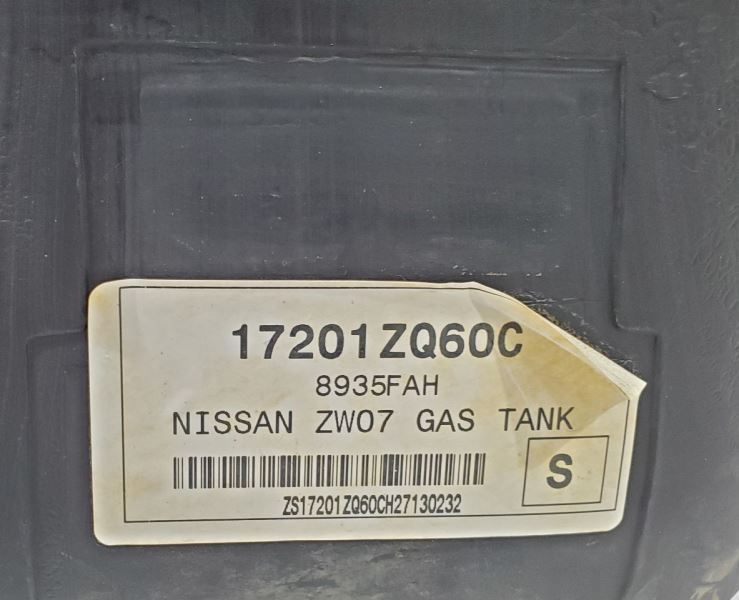 17201ZQ60C
8935FAH
NISSAN ZW07 GAS TANK
S
ZS17201ZQ60CH27130232